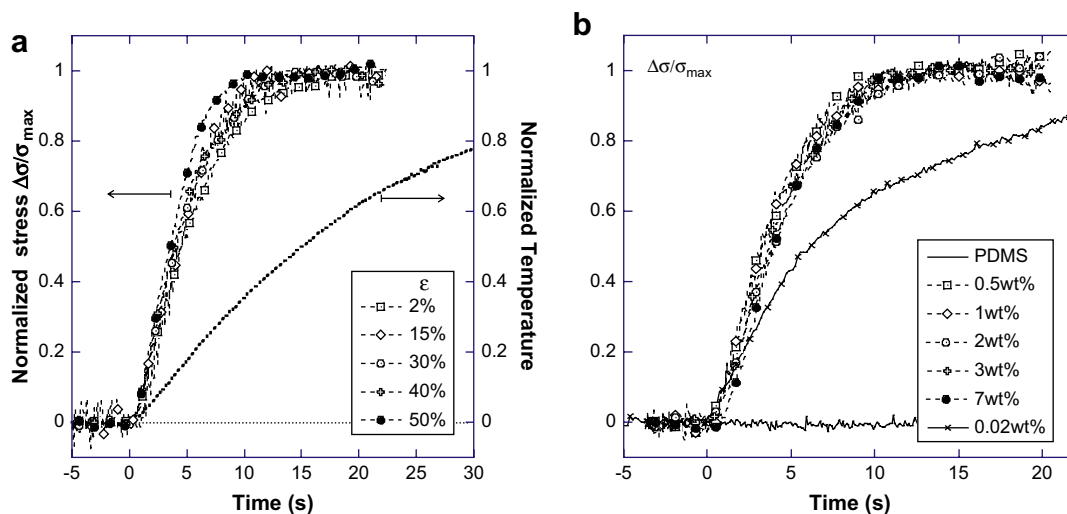 a
Normalized stress Δσ/σmax
1
0.8
0.6
0.4
0.2
0
-5 0 5 10 15 20 25 30
Time (s)
1
0.8
0.6
0.4
0.2
0
Normalized Temperature
ε
2%
15%
30%
40%
50%
b
Δσ/σmax
1
0.8
0.6
0.4
0.2
0
-5 0 5 10 15 20
Time (s)
PDMS
0.5wt%
1wt%
2wt%
3wt%
7wt%
0.02wt%